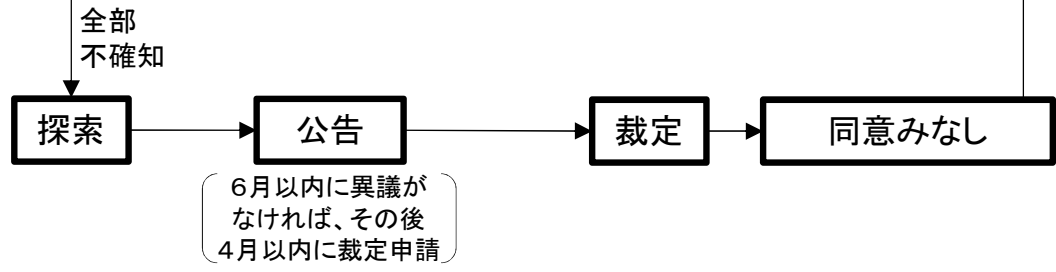 全部
不確知
探索
公告
裁定
同意みなし
６月以内に異議が
なければ、その後
４月以内に裁定申請